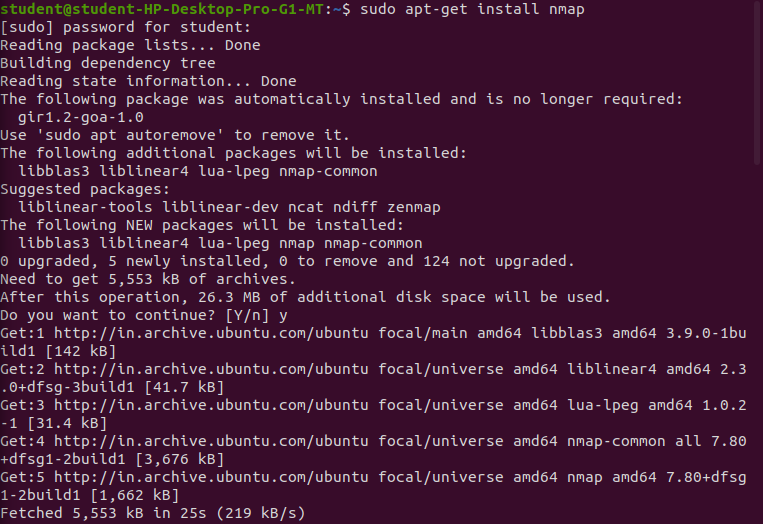 student@student-HP-Desktop-Pro-G1-MT:~$ sudo apt-get install nmap
[sudo] password for student:
Reading package lists... Done
Building dependency tree
Reading state information... Done
The following package was automatically installed and is no longer required:
  gir1.2-goa-1.0
Use 'sudo apt autoremove' to remove it.
The following additional packages will be installed:
  libblas3 liblinear4 lua-lpeg nmap-common
Suggested packages:
  liblinear-tools liblinear-dev ncat ndiff zenmap
The following NEW packages will be installed:
  libblas3 liblinear4 lua-lpeg nmap nmap-common
0 upgraded, 5 newly installed, 0 to remove and 124 not upgraded.
Need to get 5,553 kB of archives.
After this operation, 26.3 MB of additional disk space will be used.
Do you want to continue? [Y/n] y
Get:1 http://in.archive.ubuntu.com/ubuntu focal/main amd64 libblas3 amd64 3.9.0-1bu
ild1 [142 kB]
Get:2 http://in.archive.ubuntu.com/ubuntu focal/universe amd64 liblinear4 amd64 2.3
.0+dfsg-3build1 [41.7 kB]
Get:3 http://in.archive.ubuntu.com/ubuntu focal/universe amd64 lua-lpeg amd64 1.0.2
-1 [31.4 kB]
Get:4 http://in.archive.ubuntu.com/ubuntu focal/universe amd64 nmap-common all 7.80
+dfsg1-2build1 [3,676 kB]
Get:5 http://in.archive.ubuntu.com/ubuntu focal/universe amd64 nmap amd64 7.80+dfsg
1-2build1 [1,662 kB]
Fetched 5,553 kB in 25s (219 kB/s)